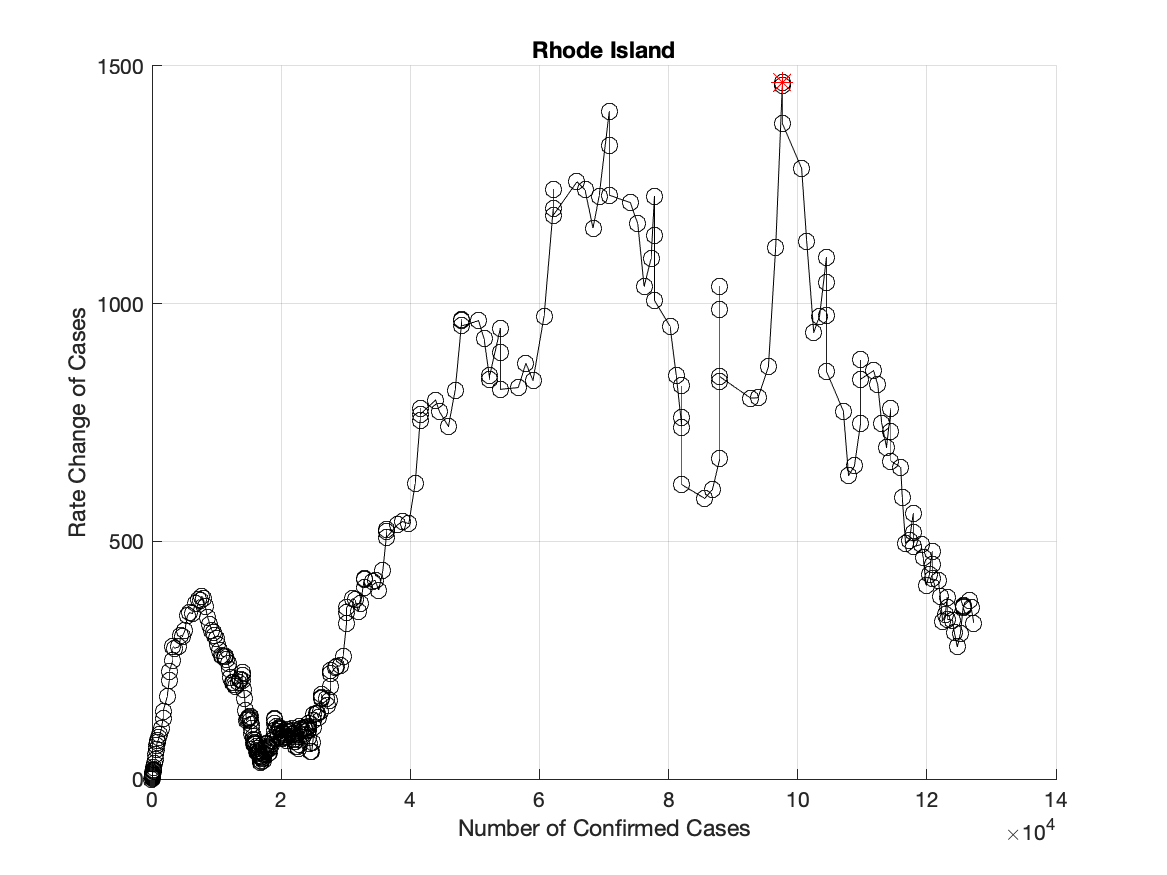 Rhode Island
1500
1000
500
0
Rate Change of Cases
0 2 4 6 8 10 12 14
Number of Confirmed Cases
×10^4